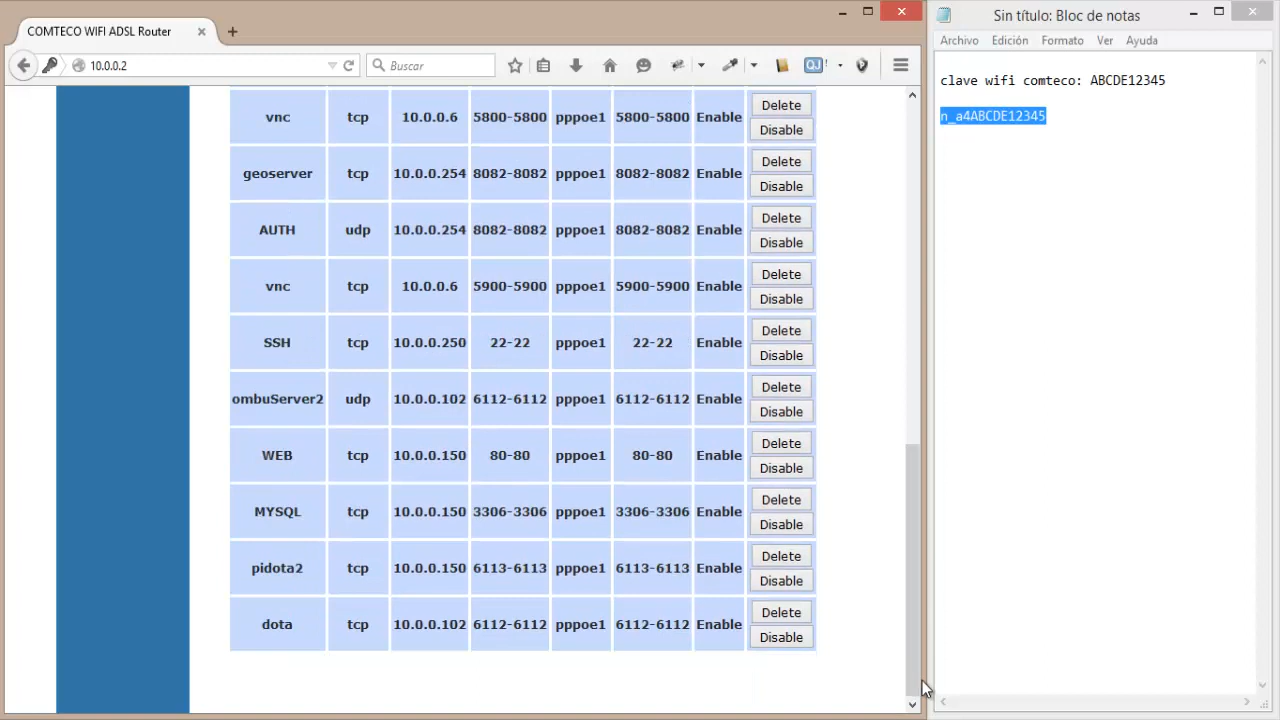 COMTECO WIFI ADSL Router
10.0.0.2
Buscar
QJ
vnc tcp 10.0.0.6 5800-5800 pppoe1 5800-5800 Enable Delete Disable
geoserver tcp 10.0.0.254 8082-8082 pppoe1 8082-8082 Enable Delete Disable
AUTH udp 10.0.0.254 8082-8082 pppoe1 8082-8082 Enable Delete Disable
vnc tcp 10.0.0.6 5900-5900 pppoe1 5900-5900 Enable Delete Disable
SSH tcp 10.0.0.250 22-22 pppoe1 22-22 Enable Delete Disable
ombuServer2 udp 10.0.0.102 6112-6112 pppoe1 6112-6112 Enable Delete Disable
WEB tcp 10.0.0.150 80-80 pppoe1 80-80 Enable Delete Disable
MYSQL tcp 10.0.0.150 3306-3306 pppoe1 3306-3306 Enable Delete Disable
pidota2 tcp 10.0.0.150 6113-6113 pppoe1 6113-6113 Enable Delete Disable
dota tcp 10.0.0.102 6112-6112 pppoe1 6112-6112 Enable Delete Disable
Sin título: Bloc de notas
Archivo Edición Formato Ver Ayuda
clave wifi comteco: ABCDE12345
n_a4ABCDE12345